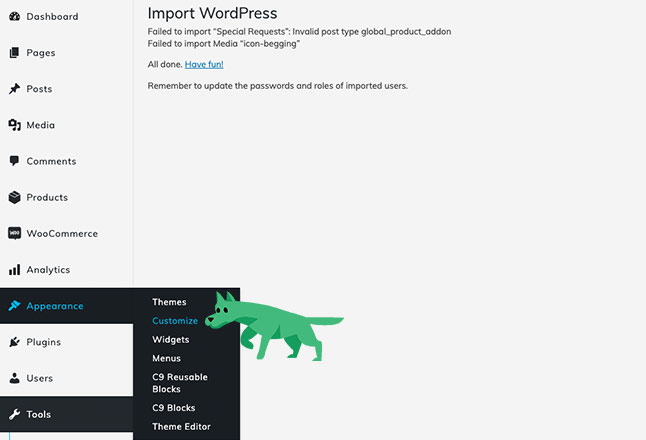 Dashboard
Pages
Posts
Media
Comments
Products
WOO
WooCommerce
Analytics
Appearance
Plugins
Users
Tools
Themes
Customize
Widgets
Menus
C9 Reusable
Blocks
C9 Blocks
Theme Editor
Import WordPress
Failed to import “Special Requests”: Invalid post type global_product_addon
Failed to import Media “icon-begging”
All done. Have fun!
Remember to update the passwords and roles of imported users.